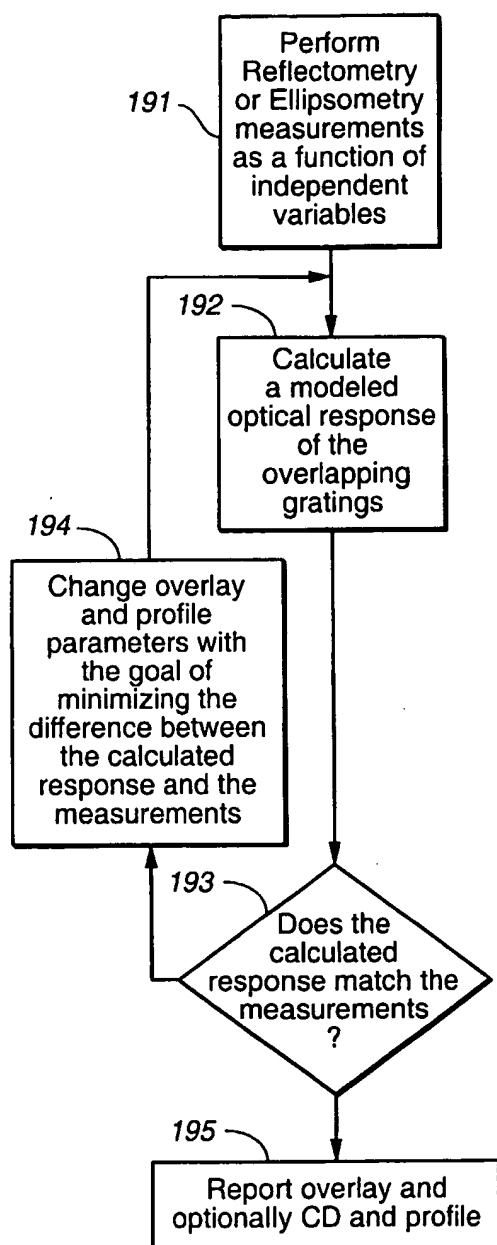 191
Perform
Reflectometry
or Ellipsometry
measurements
as a function of
independent
variables
192
Calculate
a modeled
optical response
of the
overlapping
gratings
194
Change overlay
and profile
parameters with
the goal of
minimizing the
difference between
the calculated
response and the
measurements
193
Does the
calculated
response match the
measurements
?
195
Report overlay and
optionally CD and profile